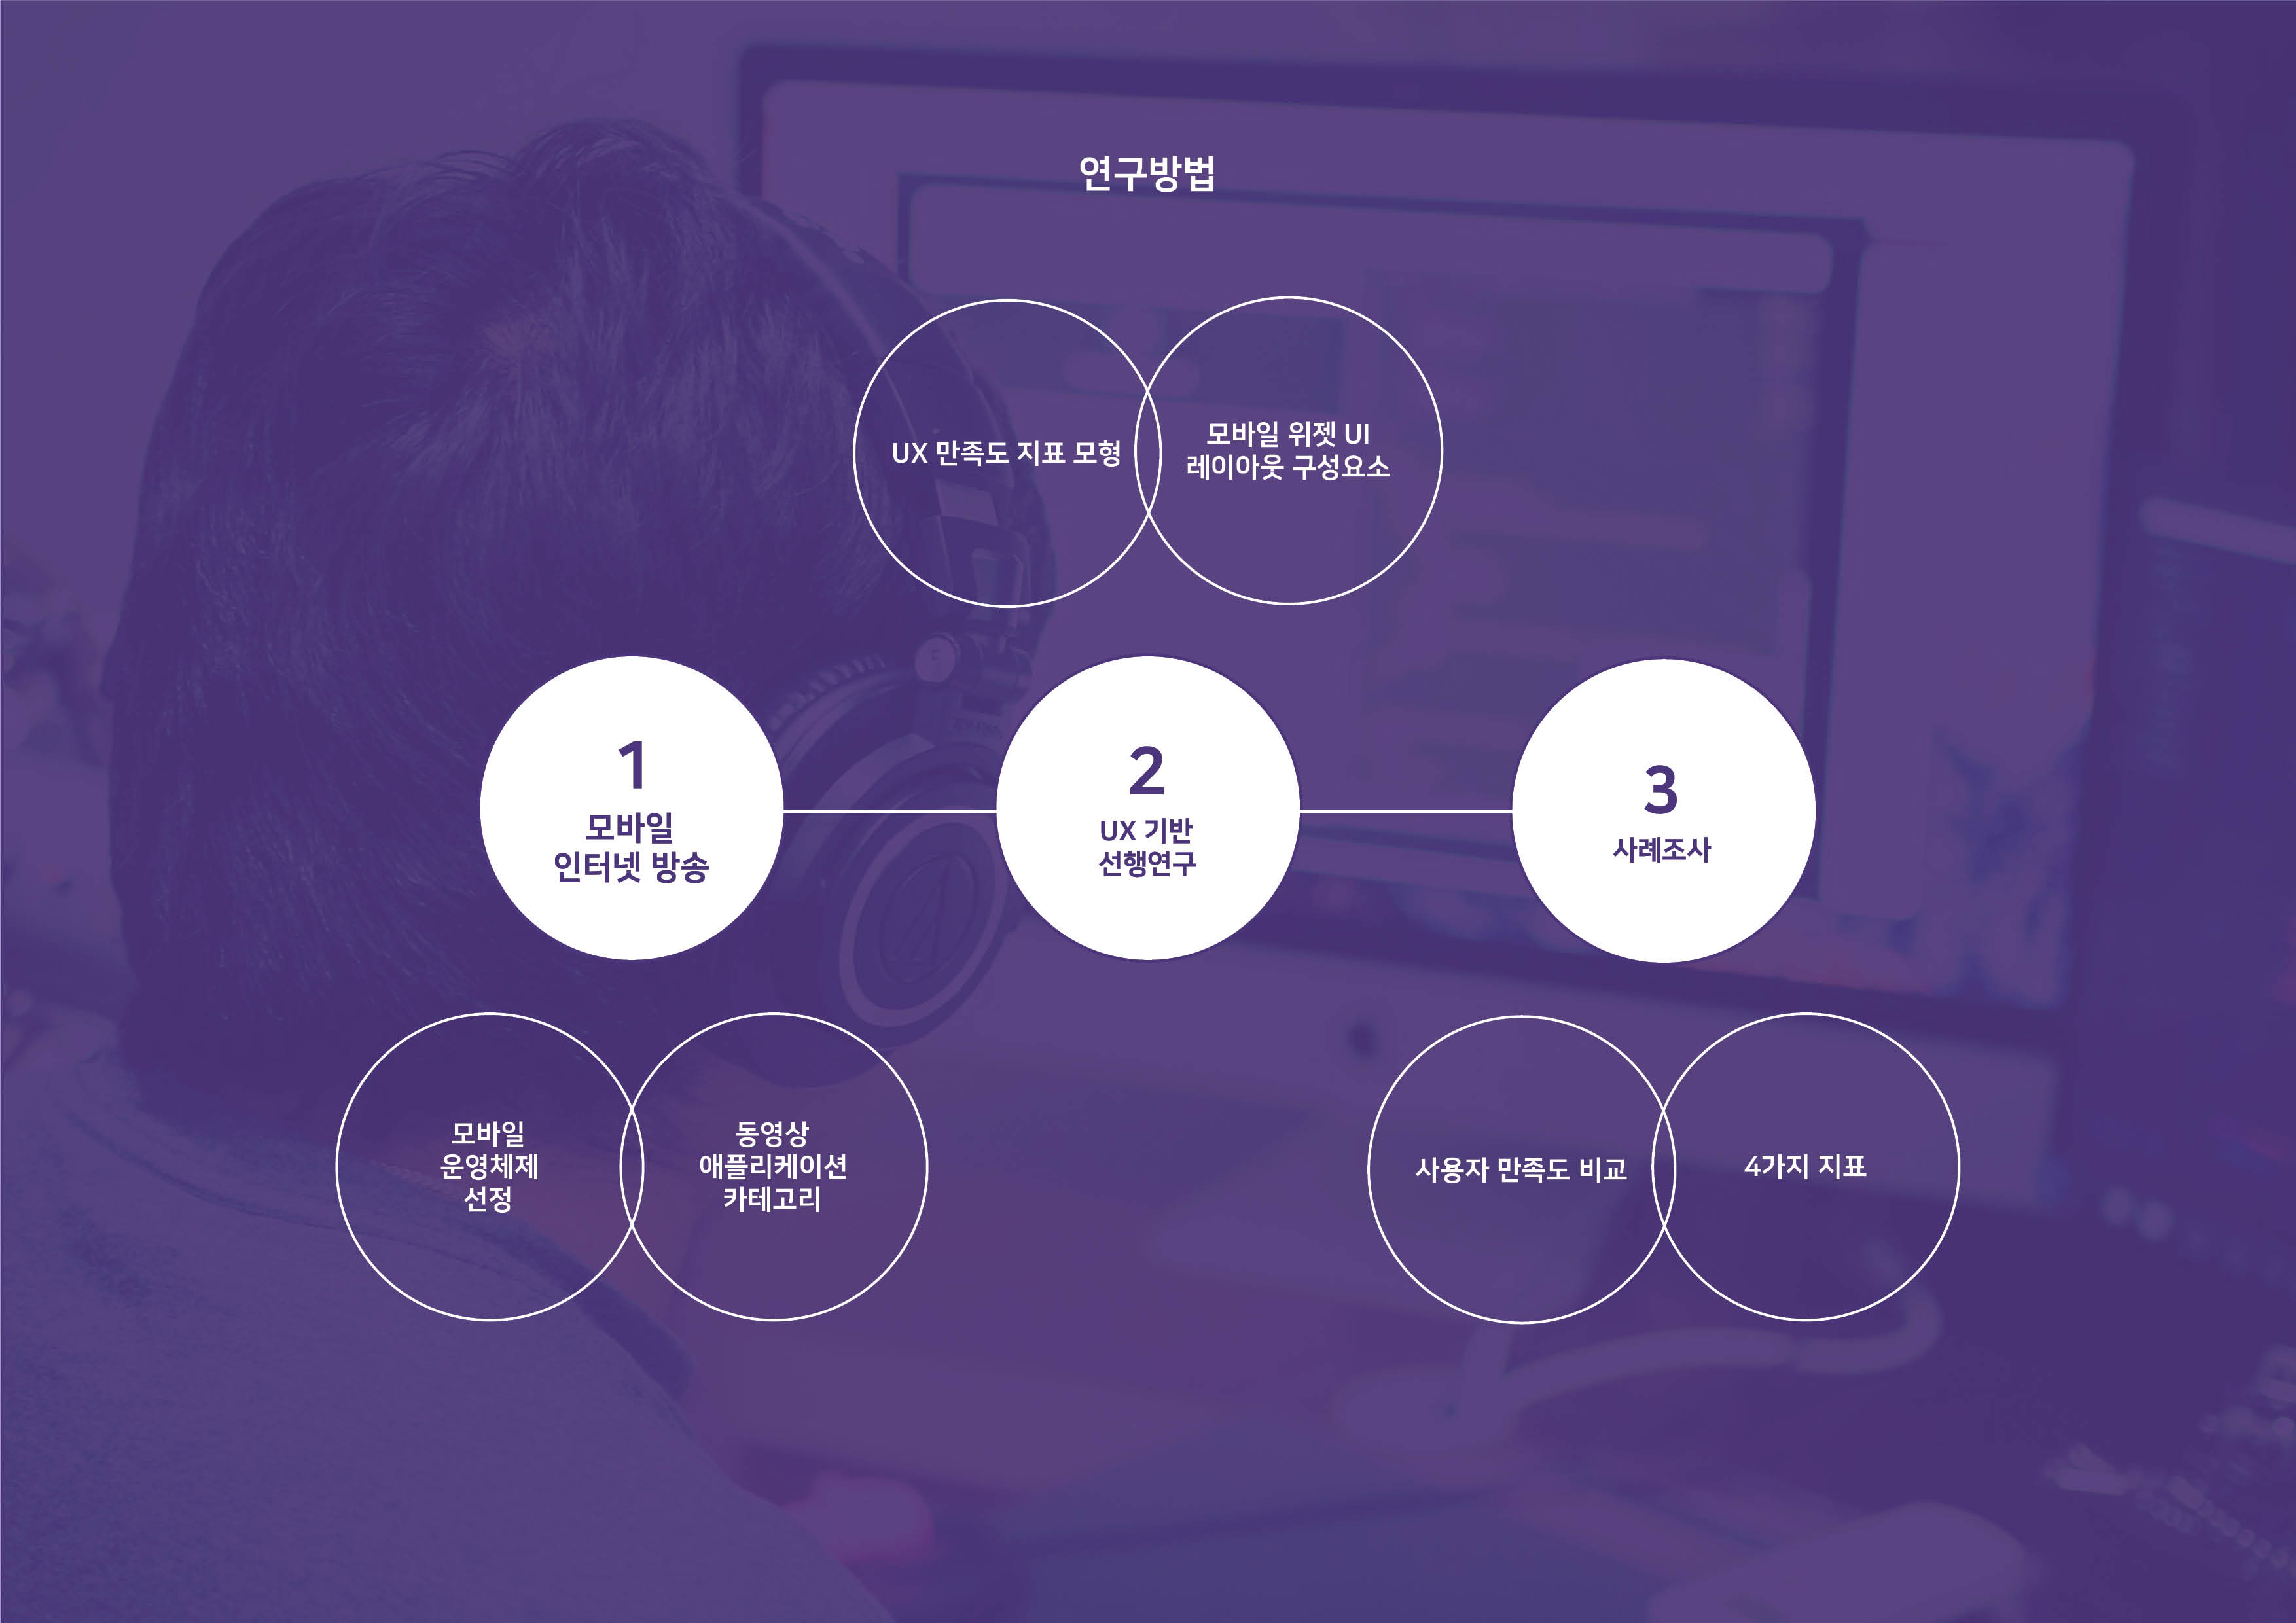 연구방법
UX 만족도 지표 모형
모바일 위젯 UI
레이아웃 구성요소
1
모바일
인터넷 방송
2
UX 기반
선행연구
3
사례조사
모바일
운영체제
선정
동영상
애플리케이션
카테고리
사용자 만족도 비교
4가지 지표